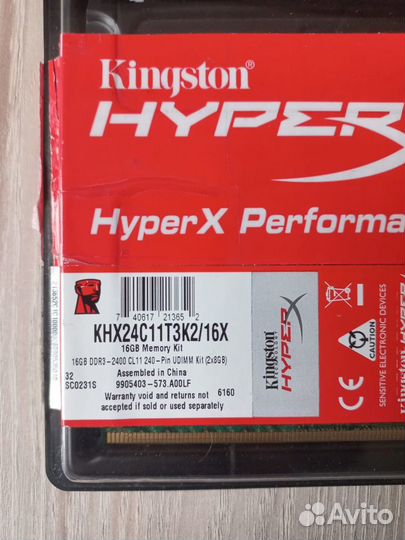 Kingston®
HYPERX
HyperX Performa
7 40617 21365 2
KHX24C11T3K2/16X
16GB Memory Kit
16GB DDR3-2400 CL11 240-Pin UDIMM Kit (2x8GB)
32 Assembled in China
SC0231S 9905403-573.A00LF
Warranty void and returns not 6160
accepted if sold or used separately
Kingston
HYPERX
CAUTION
SENSITIVE ELECTRONIC DEVICES
Kingston
HYPER
Avito